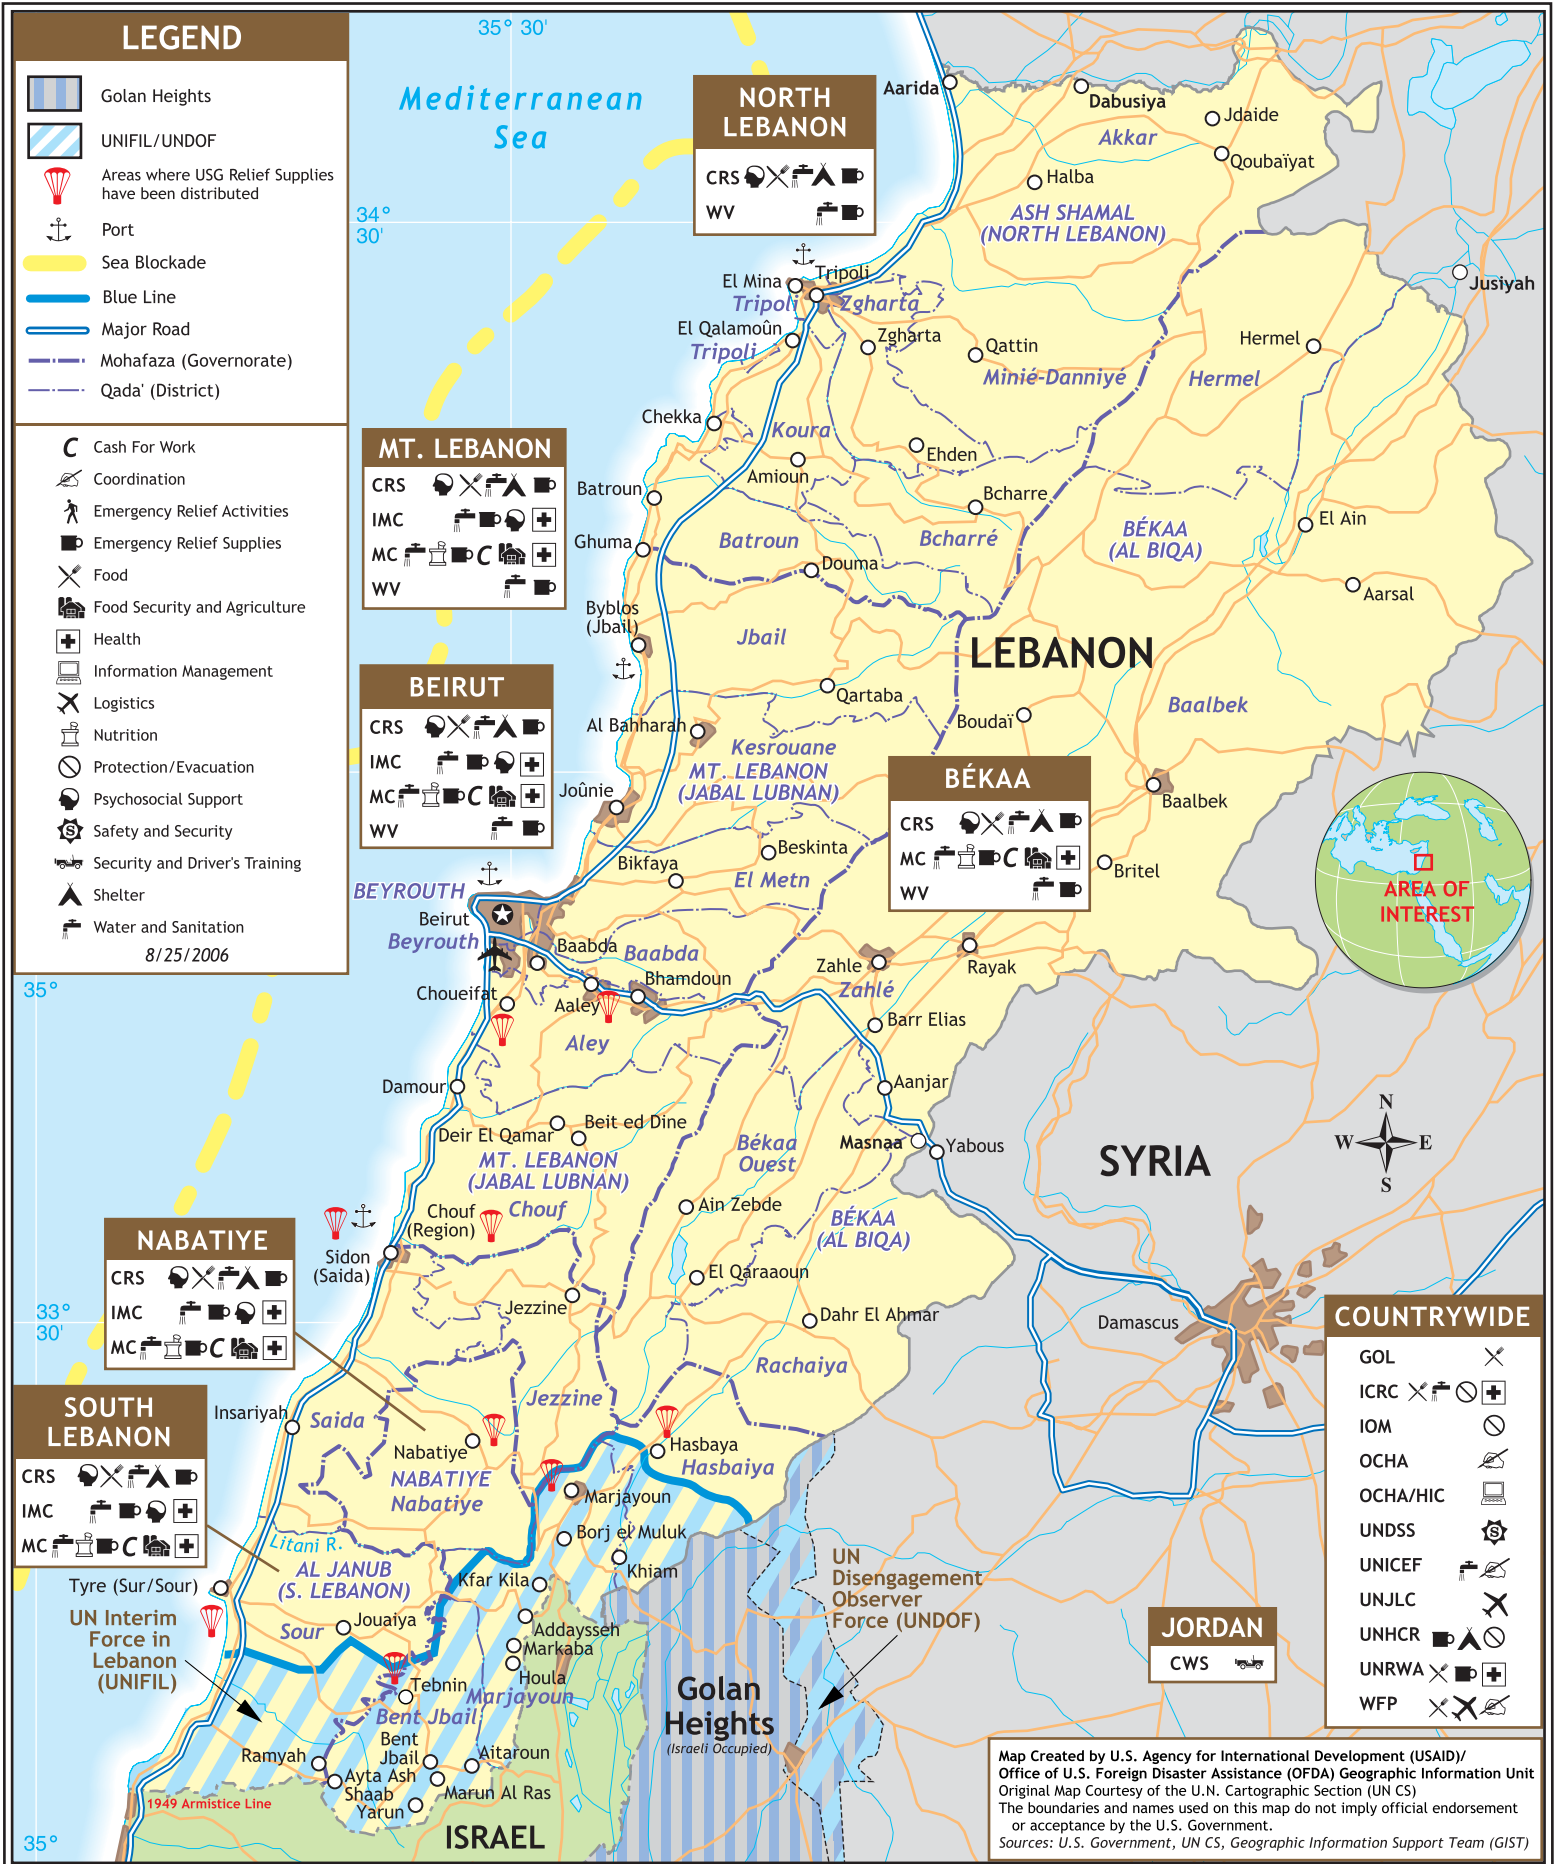 LEGEND
Golan Heights
UNIFIL/UNDOF
Areas where USG Relief Supplies
have been distributed
Port
Sea Blockade
Blue Line
Major Road
Mohafaza (Governorate)
Qada' (District)
C Cash For Work
Coordination
Emergency Relief Activities
Emergency Relief Supplies
Food
Food Security and Agriculture
Health
Information Management
Logistics
Nutrition
Protection/Evacuation
Psychosocial Support
S Safety and Security
Security and Driver's Training
Shelter
Water and Sanitation
8/25/2006
35° 30'
Mediterranean
Sea
34°
30'
NORTH
LEBANON
CRS
WV
Aarida
Dabusiya
Jdaide
Akkar
Qoubaïyat
Halba
ASH SHAMAL
(NORTH LEBANON)
Jusiyah
El Mina
Tripoli
Tripoli
Zgharta
El Qalamoûn
Tripoli
Zgharta
Qattin
Minié-Danniyé
Hermel
Hermel
Chekka
Koura
Ehden
Amioun
Batroun
Bcharre
El Ain
BÉKAA
(AL BIQA)
Ghuma
Batroun
Bcharré
Douma
Aarsal
MT. LEBANON
CRS
IMC
MC C
WV
Byblos
(Jbail)
Jbail
LEBANON
Qartaba
Boudaï
Baalbek
Al Bahharah
Kesrouane
MT. LEBANON
(JABAL LUBNAN)
BEIRUT
CRS
IMC
MC C
WV
Joûnie
Baalbek
BÉKAA
CRS
MC C
WV
Beskinta
Bikfaya
El Metn
Britel
AREA OF
INTEREST
BEYROUTH
Beirut
Beyrouth
Baabda
Baabda
Zahle
Rayak
Bhamdoun
Zahlé
35°
Choueifat
Aaley
Barr Elias
Aley
Damour
Aanjar
Beit ed Dine
Deir El Qamar
Békaa
Ouest
Masnaa
Yabous
SYRIA
N
W
E
S
MT. LEBANON
(JABAL LUBNAN)
Chouf
Chouf
(Region)
Ain Zebde
BÉKAA
(AL BIQA)
NABATIYE
CRS
IMC
MC C
Sidon
(Saida)
El Qaraaoun
Jezzine
Dahr El Ahmar
Damascus
33°
30'
Rachaiya
COUNTRYWIDE
GOL
ICRC
IOM
OCHA
OCHA/HIC
UNDSS S
UNICEF
UNJLC
UNHCR
UNRWA
WFP
SOUTH
LEBANON
CRS
IMC
MC C
Insariyah
Saida
Jezzine
Nabatiye
Hasbaya
Hasbaiya
NABATIYE
Nabatiye
Marjayoun
Litani R.
Borj el Muluk
AL JANUB
(S. LEBANON)
Khiam
Kfar Kila
UN
Disengagement
Observer
Force (UNDOF)
Tyre (Sur/Sour)
UN Interim
Force in
Lebanon
(UNIFIL)
Jouaiya
Sour
Addaysseh
Markaba
Houla
JORDAN
CWS
Tebnin
Marjayoun
Golan
Heights
(Israeli Occupied)
Bent Jbail
Bent
Jbail
Ramyah
Aitaroun
Ayta Ash
Shaab
Marun Al Ras
Yarun
1949 Armistice Line
ISRAEL
35°
Map Created by U.S. Agency for International Development (USAID)/
Office of U.S. Foreign Disaster Assistance (OFDA) Geographic Information Unit
Original Map Courtesy of the U.N. Cartographic Section (UN CS)
The boundaries and names used on this map do not imply official endorsement
or acceptance by the U.S. Government.
Sources: U.S. Government, UN CS, Geographic Information Support Team (GIST)